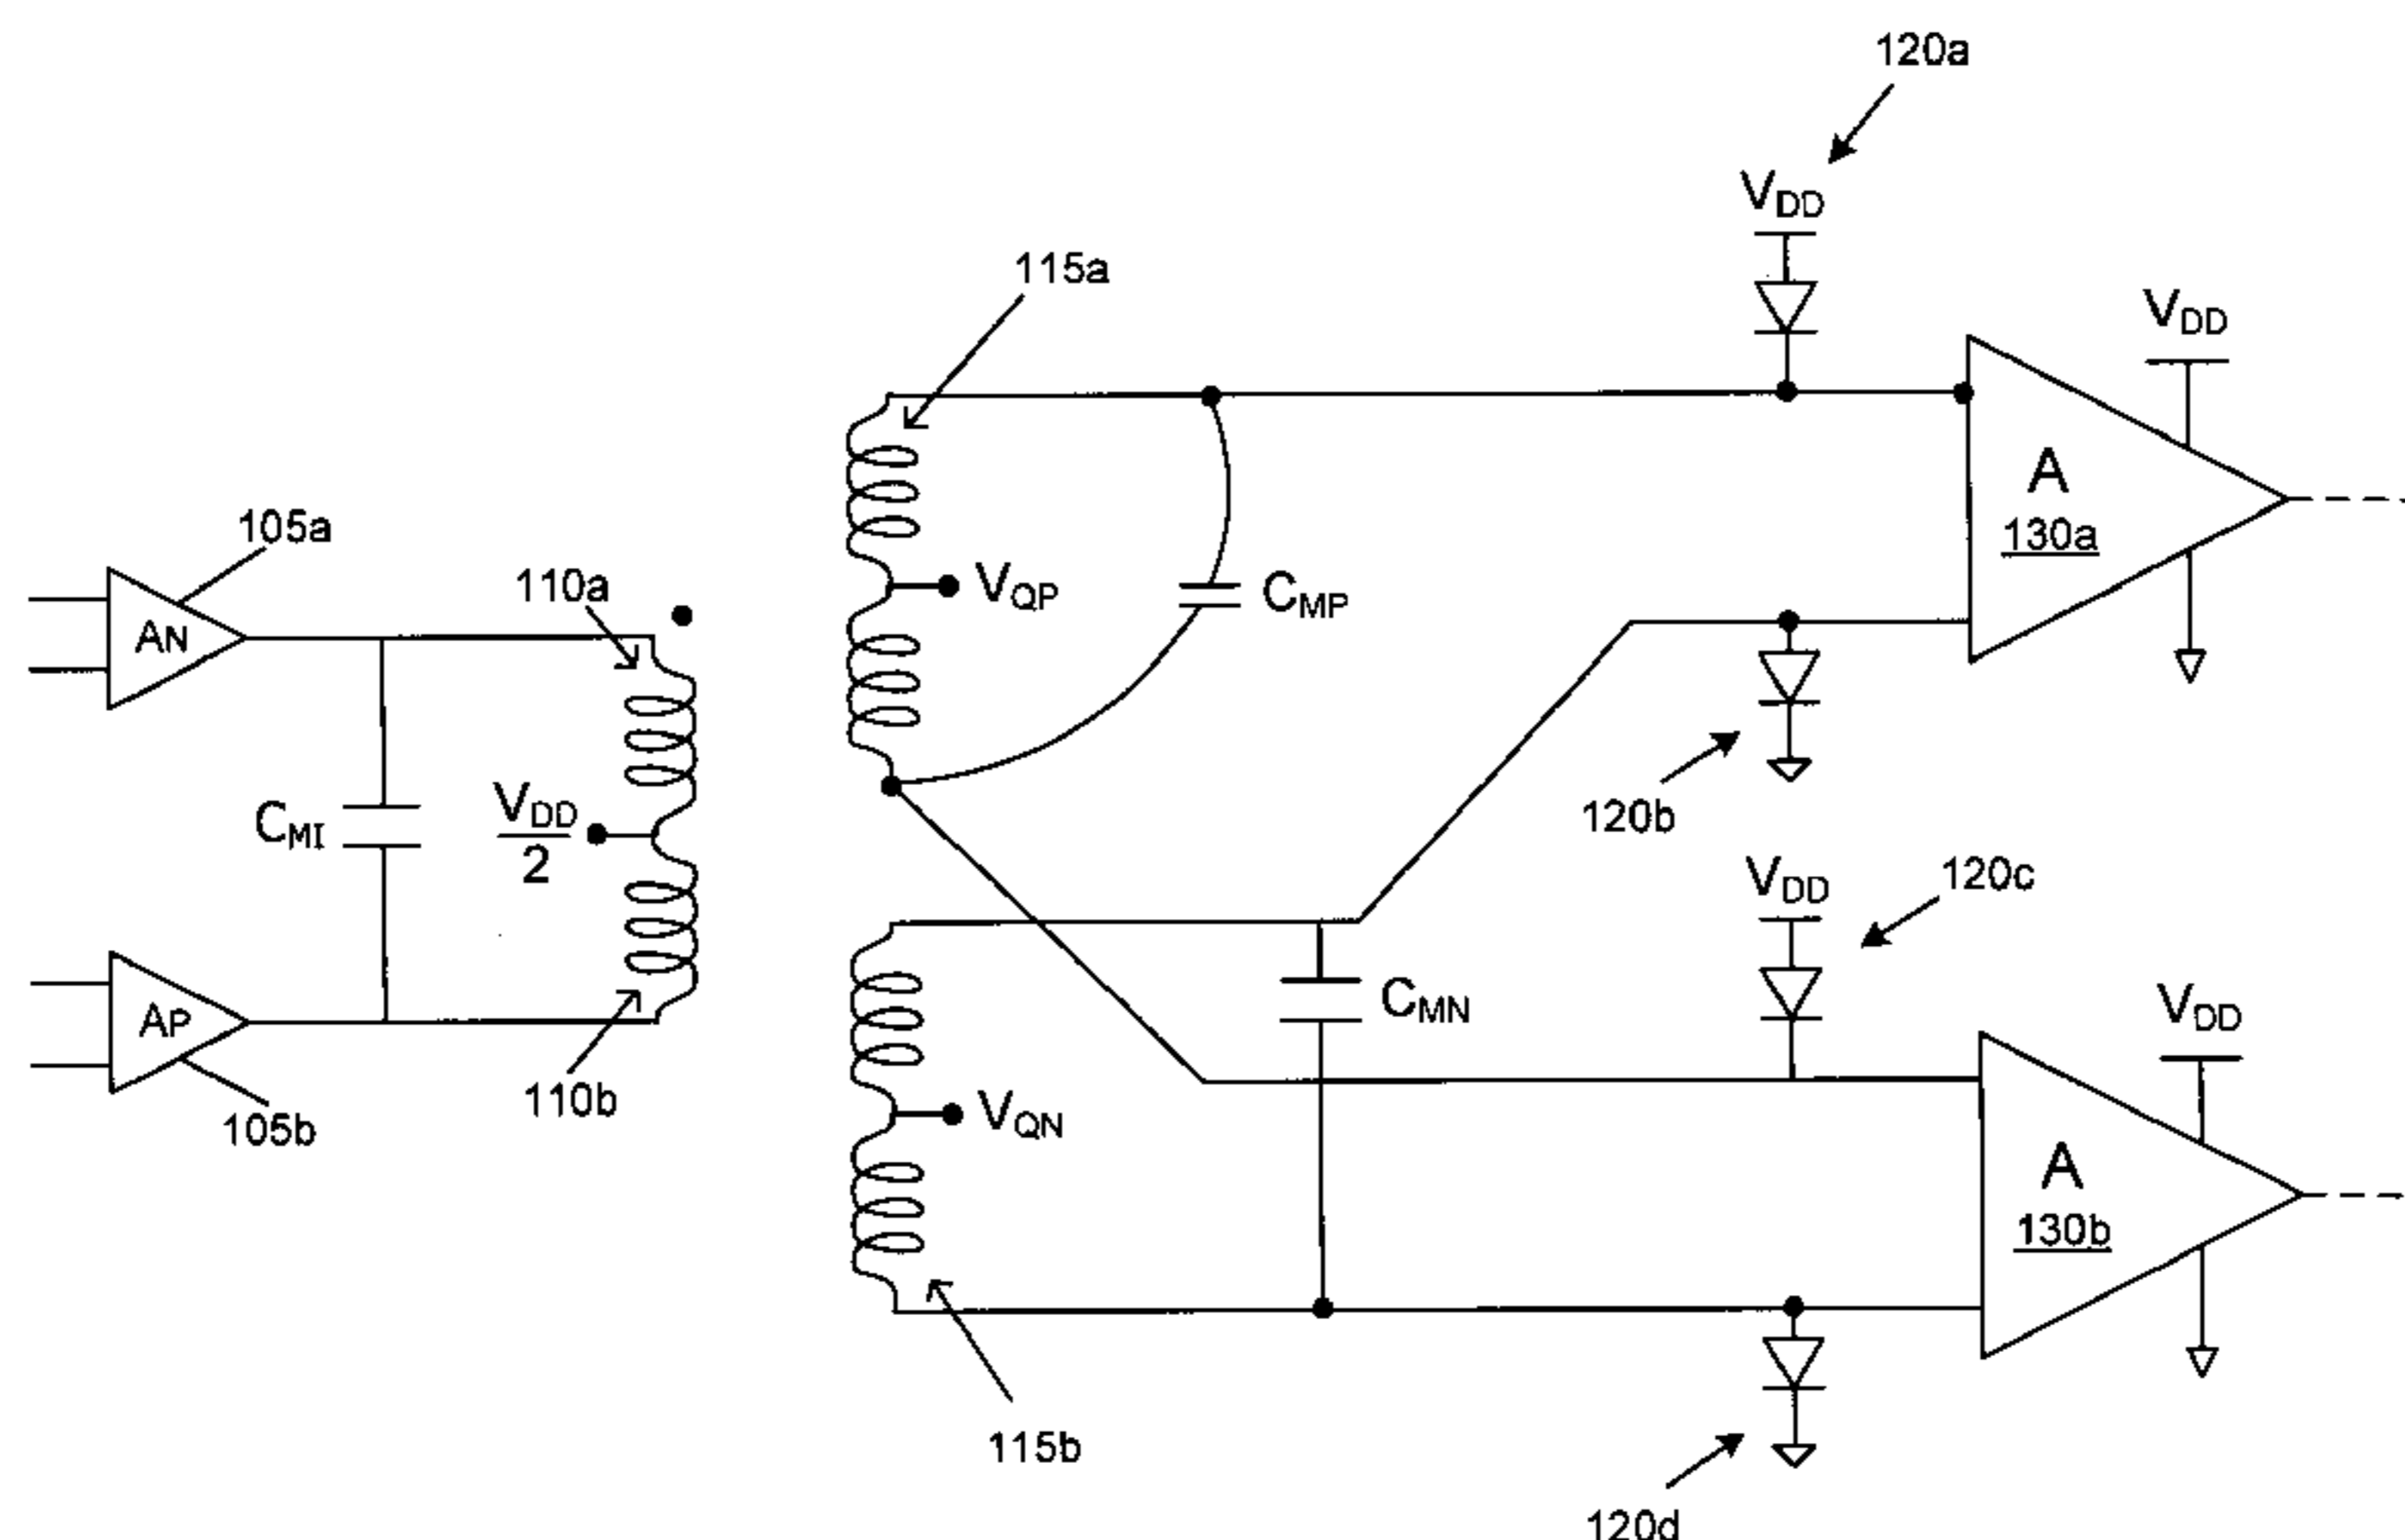 120a
VDD
115a
VDD
A
130a
105a
110a
VQP
CMP
AN
CMI
VDD
2
120b
VDD
120c
AP
CMN
VDD
105b
110b
VQN
A
130b
115b
120d